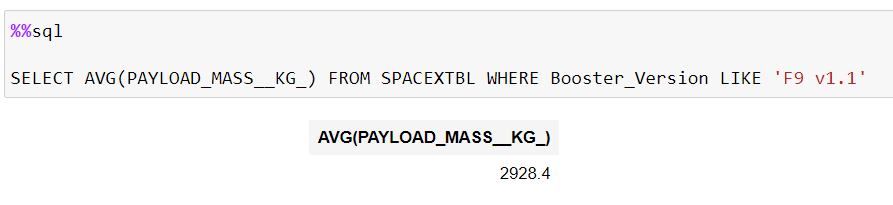 %%sql
SELECT AVG(PAYLOAD_MASS__KG_) FROM SPACEXTBL WHERE Booster_Version LIKE 'F9 v1.1'
AVG(PAYLOAD_MASS__KG_)
2928.4